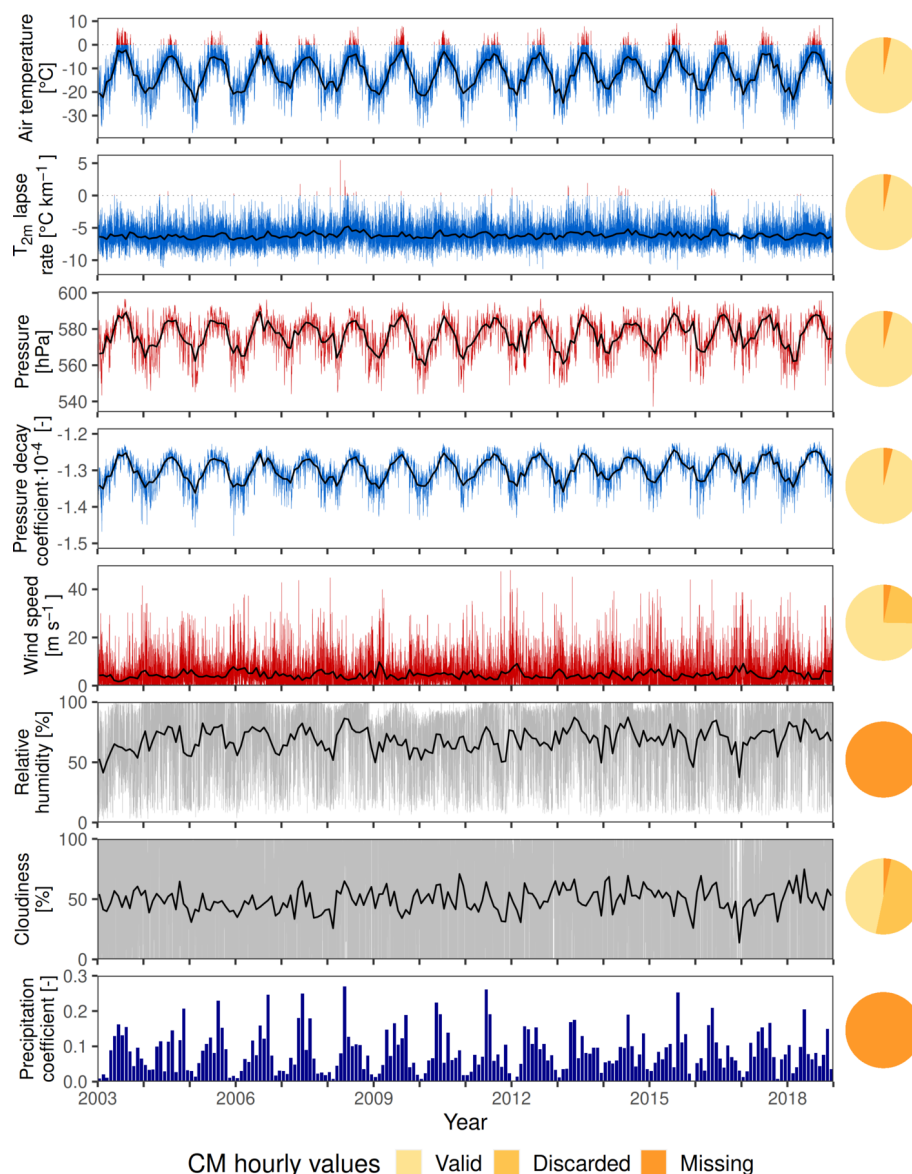 Air temperature
[°C]
10
0
-10
-20
-30
T2m lapse
rate [°C km−1]
5
0
-5
-10
Pressure
[hPa]
600
580
560
540
Pressure decay
coefficient·10-4 [-]
-1.2
-1.3
-1.4
-1.5
Wind speed
[m s−1]
40
20
0
Relative
humidity [%]
100
50
0
Cloudiness
[%]
100
50
0
Precipitation
coefficient [-]
0.3
0.2
0.1
0.0
2003 2006 2009 2012 2015 2018
Year
CM hourly values Valid Discarded Missing